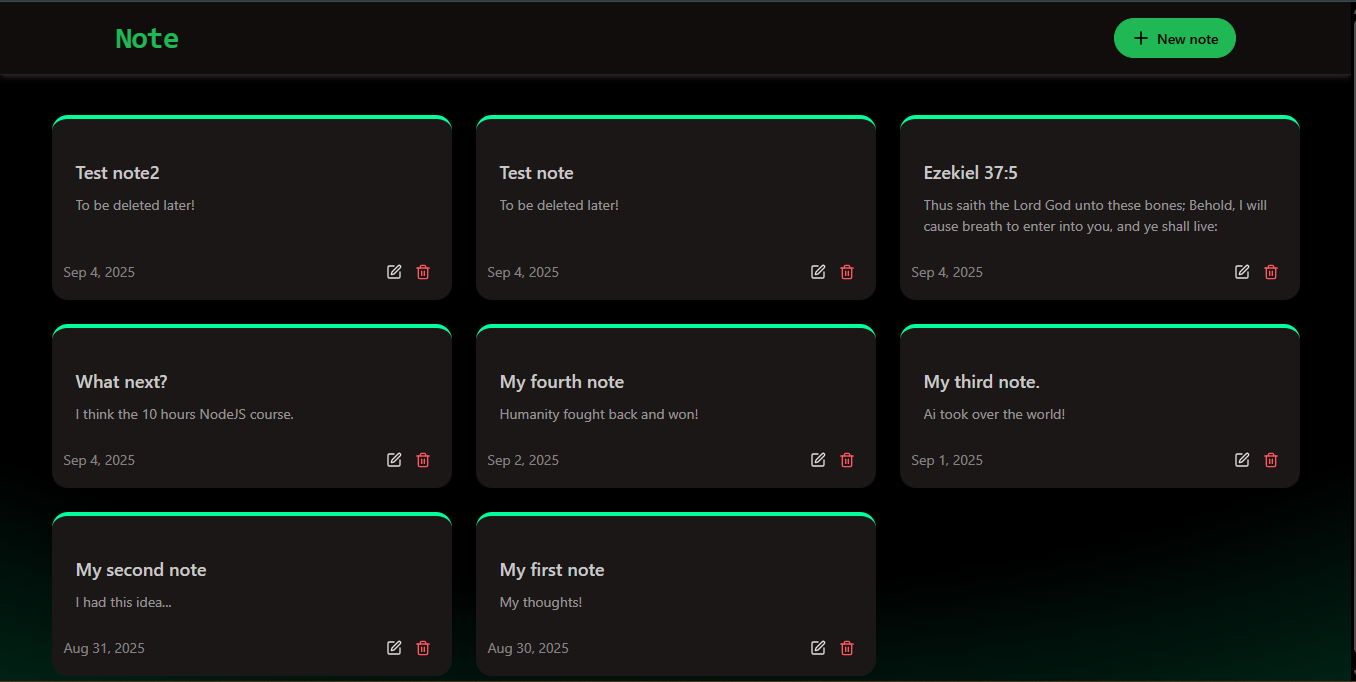 Note
New note
Test note2
To be deleted later!
Sep 4, 2025
Test note
To be deleted later!
Sep 4, 2025
Ezekiel 37:5
Thus saith the Lord God unto these bones; Behold, I will
cause breath to enter into you, and ye shall live:
Sep 4, 2025
What next?
I think the 10 hours NodeJS course.
Sep 4, 2025
My fourth note
Humanity fought back and won!
Sep 2, 2025
My third note.
Ai took over the world!
Sep 1, 2025
My second note
I had this idea...
Aug 31, 2025
My first note
My thoughts!
Aug 30, 2025